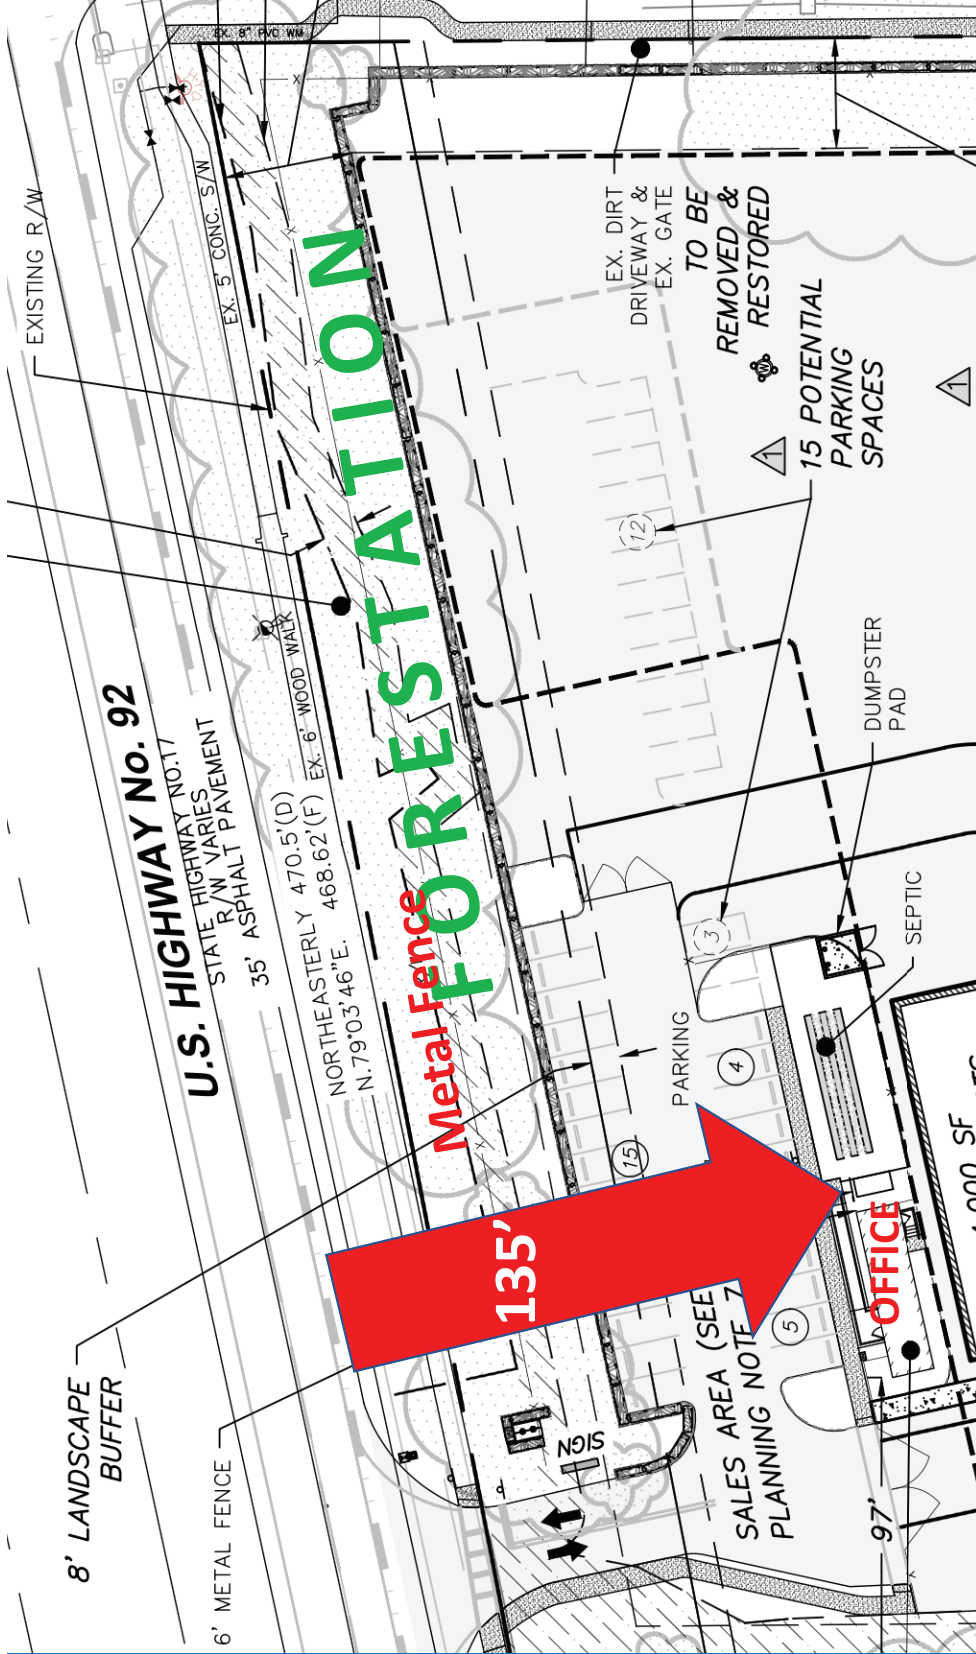 EX. 8" PVC WM
EXISTING R/W
EX. 5' CONC. S/W
U.S. HIGHWAY No. 92
STATE HIGHWAY NO.17
R/W VARIES
35' ASPHALT PAVEMENT
NORTHEASTERLY 470.5'(D)
N.79°03'46"E. 468.62'(F)
EX. 6' WOOD WALK
FORESTATION
Metal Fence
EX. DIRT
DRIVEWAY &
EX. GATE
TO BE
REMOVED &
RESTORED
W
1
15 POTENTIAL
PARKING
SPACES
1
12
3
DUMPSTER
PAD
SEPTIC
PARKING
4
15
5
135'
OFFICE
8' LANDSCAPE
BUFFER
6' METAL FENCE
SIGN
SALES AREA (SEE
PLANNING NOTE 7
97'
SF